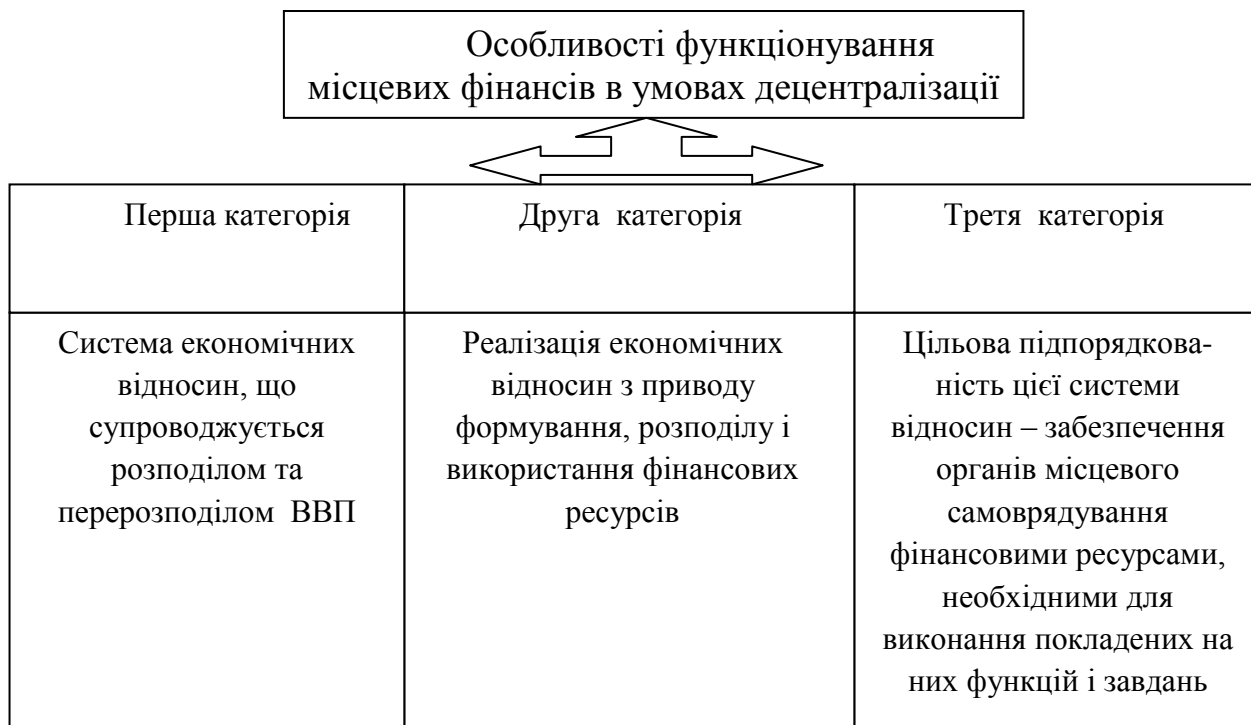 Особливості функціонування
місцевих фінансів в умовах децентралізації
Перша категорія
Друга категорія
Третя категорія
Система економічних
відносин, що
супроводжується
розподілом та
перерозподілом ВВП
Реалізація економічних
відносин з приводу
формування, розподілу і
використання фінансових
ресурсів
Цільова підпорядкова-
ність цієї системи
відносин – забезпечення
органів місцевого
самоврядування
фінансовими ресурсами,
необхідними для
виконання покладених на
них функцій і завдань